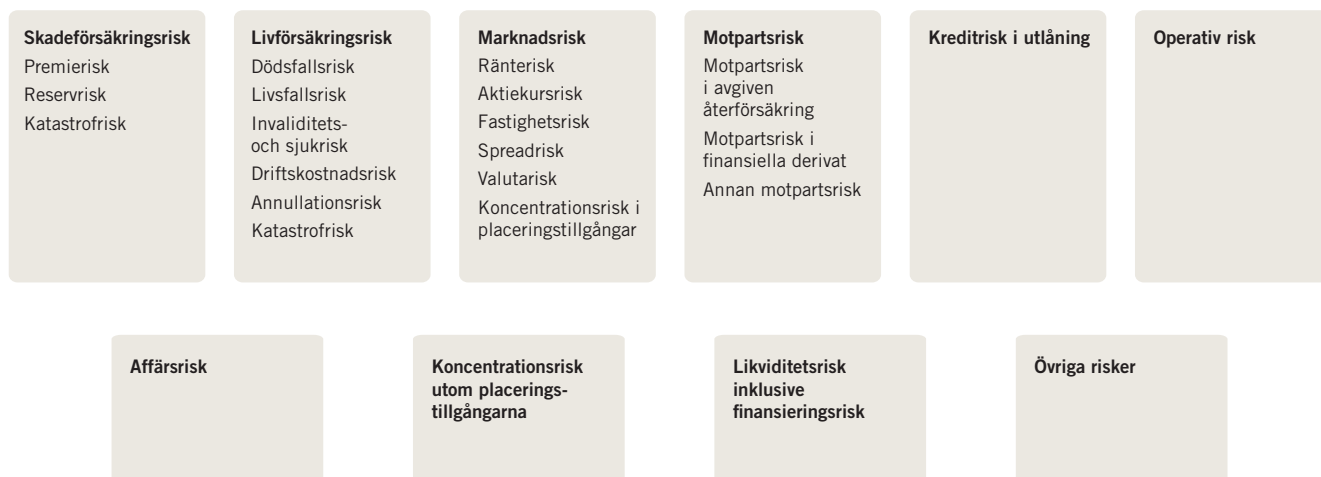 Skadeförsäkringsrisk
Premierisk
Reservrisk
Katastrofrisk
Livförsäkringsrisk
Dödsfallsrisk
Livsfallsrisk
Invaliditets-
och sjukrisk
Driftskostnadsrisk
Annullationsrisk
Katastrofrisk
Marknadsrisk
Ränterisk
Aktiekursrisk
Fastighetsrisk
Spreadrisk
Valutarisk
Koncentrationsrisk i
placeringstillgångar
Motpartsrisk
Motpartsrisk
i avgiven
återförsäkring
Motpartsrisk i
finansiella derivat
Annan motpartsrisk
Kreditrisk i utlåning
Operativ risk
Affärsrisk
Koncentrationsrisk
utom placerings-
tillgångarna
Likviditetsrisk
inklusive
finansieringsrisk
Övriga risker